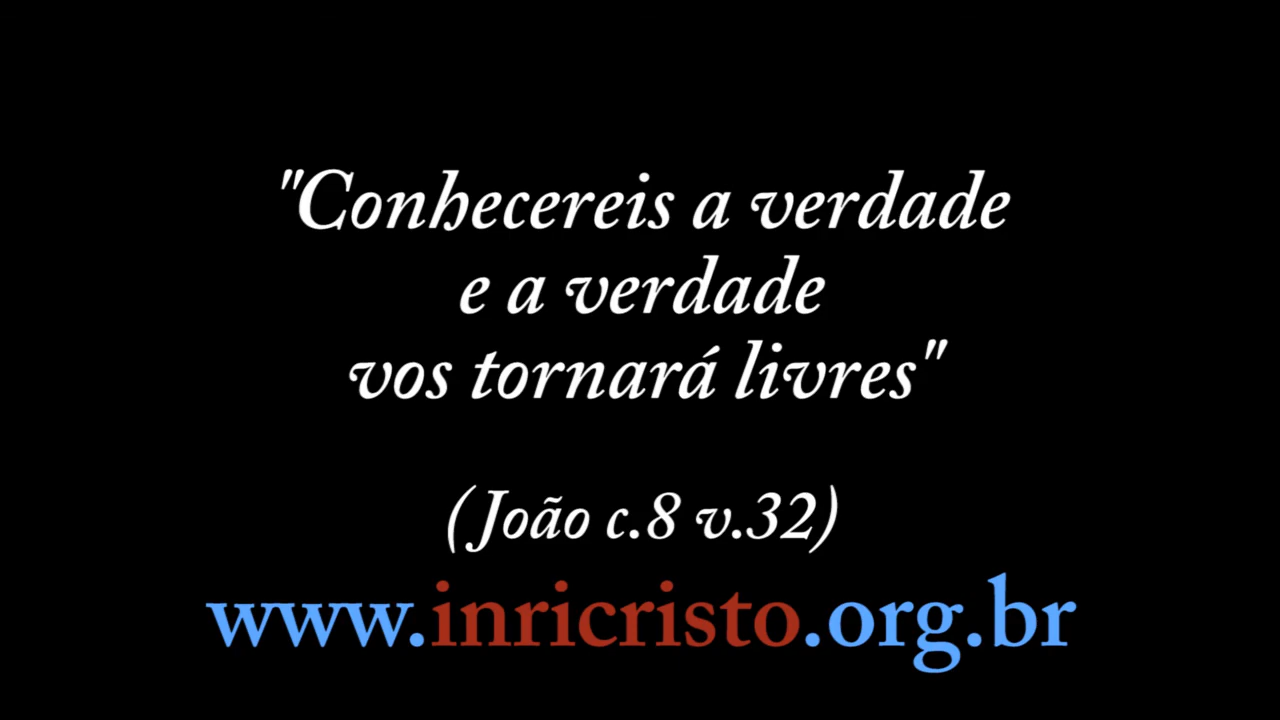 "Conhecereis a verdade
e a verdade
vos tornará livres"
(João c.8 v.32)
www.inricristo.org.br